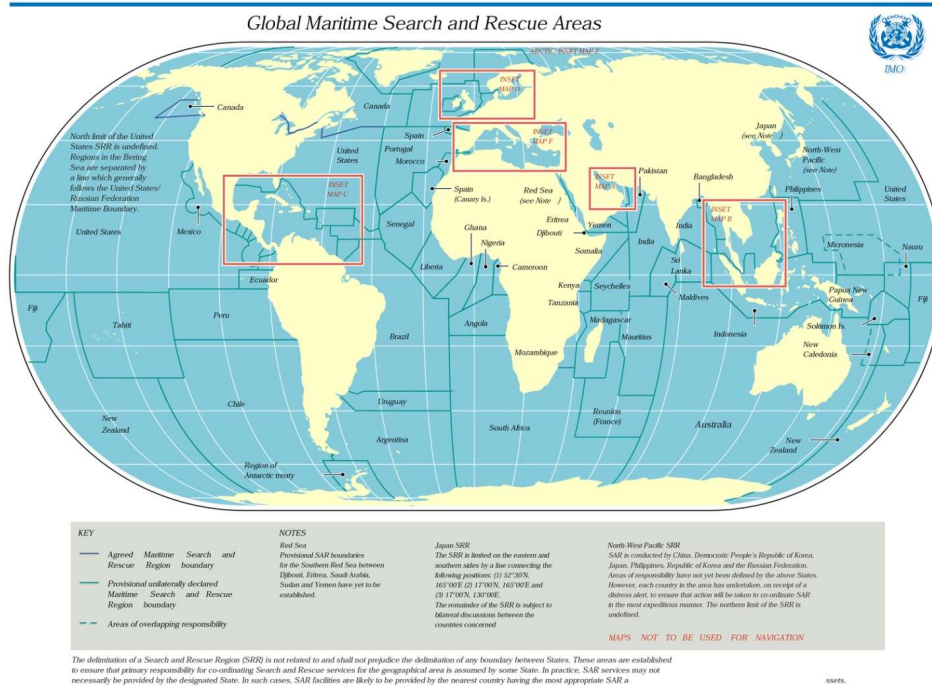 Global Maritime Search and Rescue Areas
IMO
ARCTIC INSET MAP E
INSET
MAP D
INSET
MAP F
INSET
MAP C
INSET
INSET
MAP B
Canada
Canada
North limit of the United
States SRR is undefined.
Regions in the Bering
Sea are separated by
a line which generally
follows the United States/
Russian Federation
Maritime Boundary.
United
States
Spain
Portugal
Morocco
Spain
(Canary Is.)
Red Sea
(see Note )
Pakistan
Bangladesh
Japan
(see Note )
North-West
Pacific
(see Note)
Philippines
United
States
United States
Mexico
Senegal
Ghana
Nigeria
Eritrea
Djibouti
Yemen
Somalia
India
India
Sri
Lanka
Micronesia
Nauru
Ecuador
Liberia
Cameroon
Kenya
Tanzania
Seychelles
Maldives
Papua New
Guinea
Fiji
Fiji
Tahiti
Peru
Brazil
Angola
Madagascar
Mauritius
Mozambique
Indonesia
Solomon Is.
New
Caledonia
Chile
Uruguay
Argentina
South Africa
Reunion
(France)
Australia
New
Zealand
New
Zealand
Region of
Antarctic treaty
KEY
Agreed Maritime Search and
Rescue Region boundary
Provisional unilaterally declared
Maritime Search and Rescue
Region boundary
Areas of overlapping responsibility
NOTES
Red Sea
Provisional SAR boundaries
for the Southern Red Sea between
Djibouti, Eritrea, Saudi Arabia,
Sudan and Yemen have yet to be
established.
Japan SRR
The SRR is limited on the eastern and
southern sides by a line connecting the
following positions: (1) 52°30'N,
165°00'E (2) 17°00'N, 165°00'E and
(3) 17°00'N, 130°00'E.
The remainder of the SRR is subject to
bilateral discussions between the
countries concerned
North-West Pacific SRR
SAR is conducted by China, Democratic People's Republic of Korea,
Japan, Philippines, Republic of Korea and the Russian Federation.
Areas of responsibility have not yet been defined by the above States.
However, each country in the area has undertaken, on receipt of a
distress alert, to ensure that action will be taken to co-ordinate SAR
in the most expeditious manner. The northern limit of the SRR is
undefined.
MAPS NOT TO BE USED FOR NAVIGATION
The delimitation of a Search and Rescue Region (SRR) is not related to and shall not prejudice the delimitation of any boundary between States. These areas are established
to ensure that primary responsibility for co-ordinating Search and Rescue services for the geographical area is assumed by some State. In practice, SAR services may not
necessarily be provided by the designated State. In such cases, SAR facilities are likely to be provided by the nearest country having the most appropriate SAR a ssets.